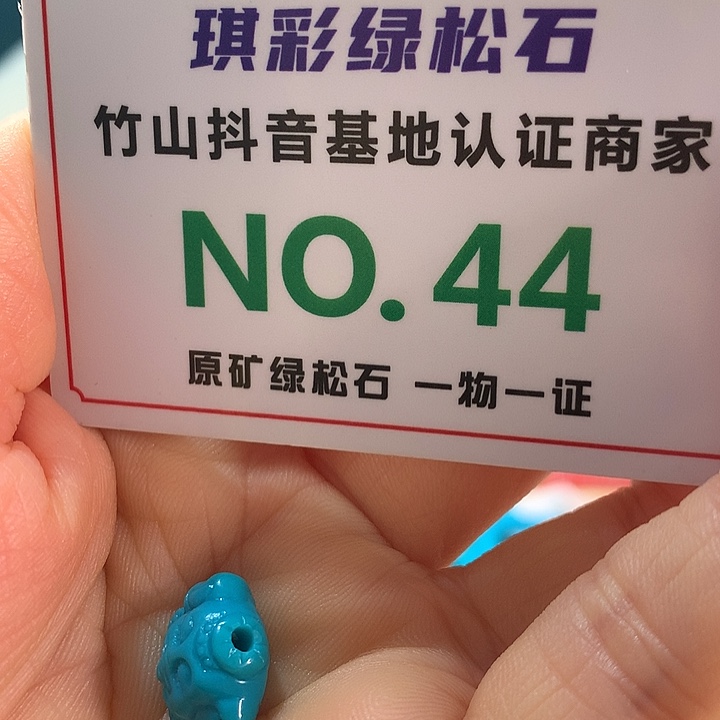 琪彩绿松石
竹山抖音基地认证商家
NO.44
原矿绿松石 一物一证